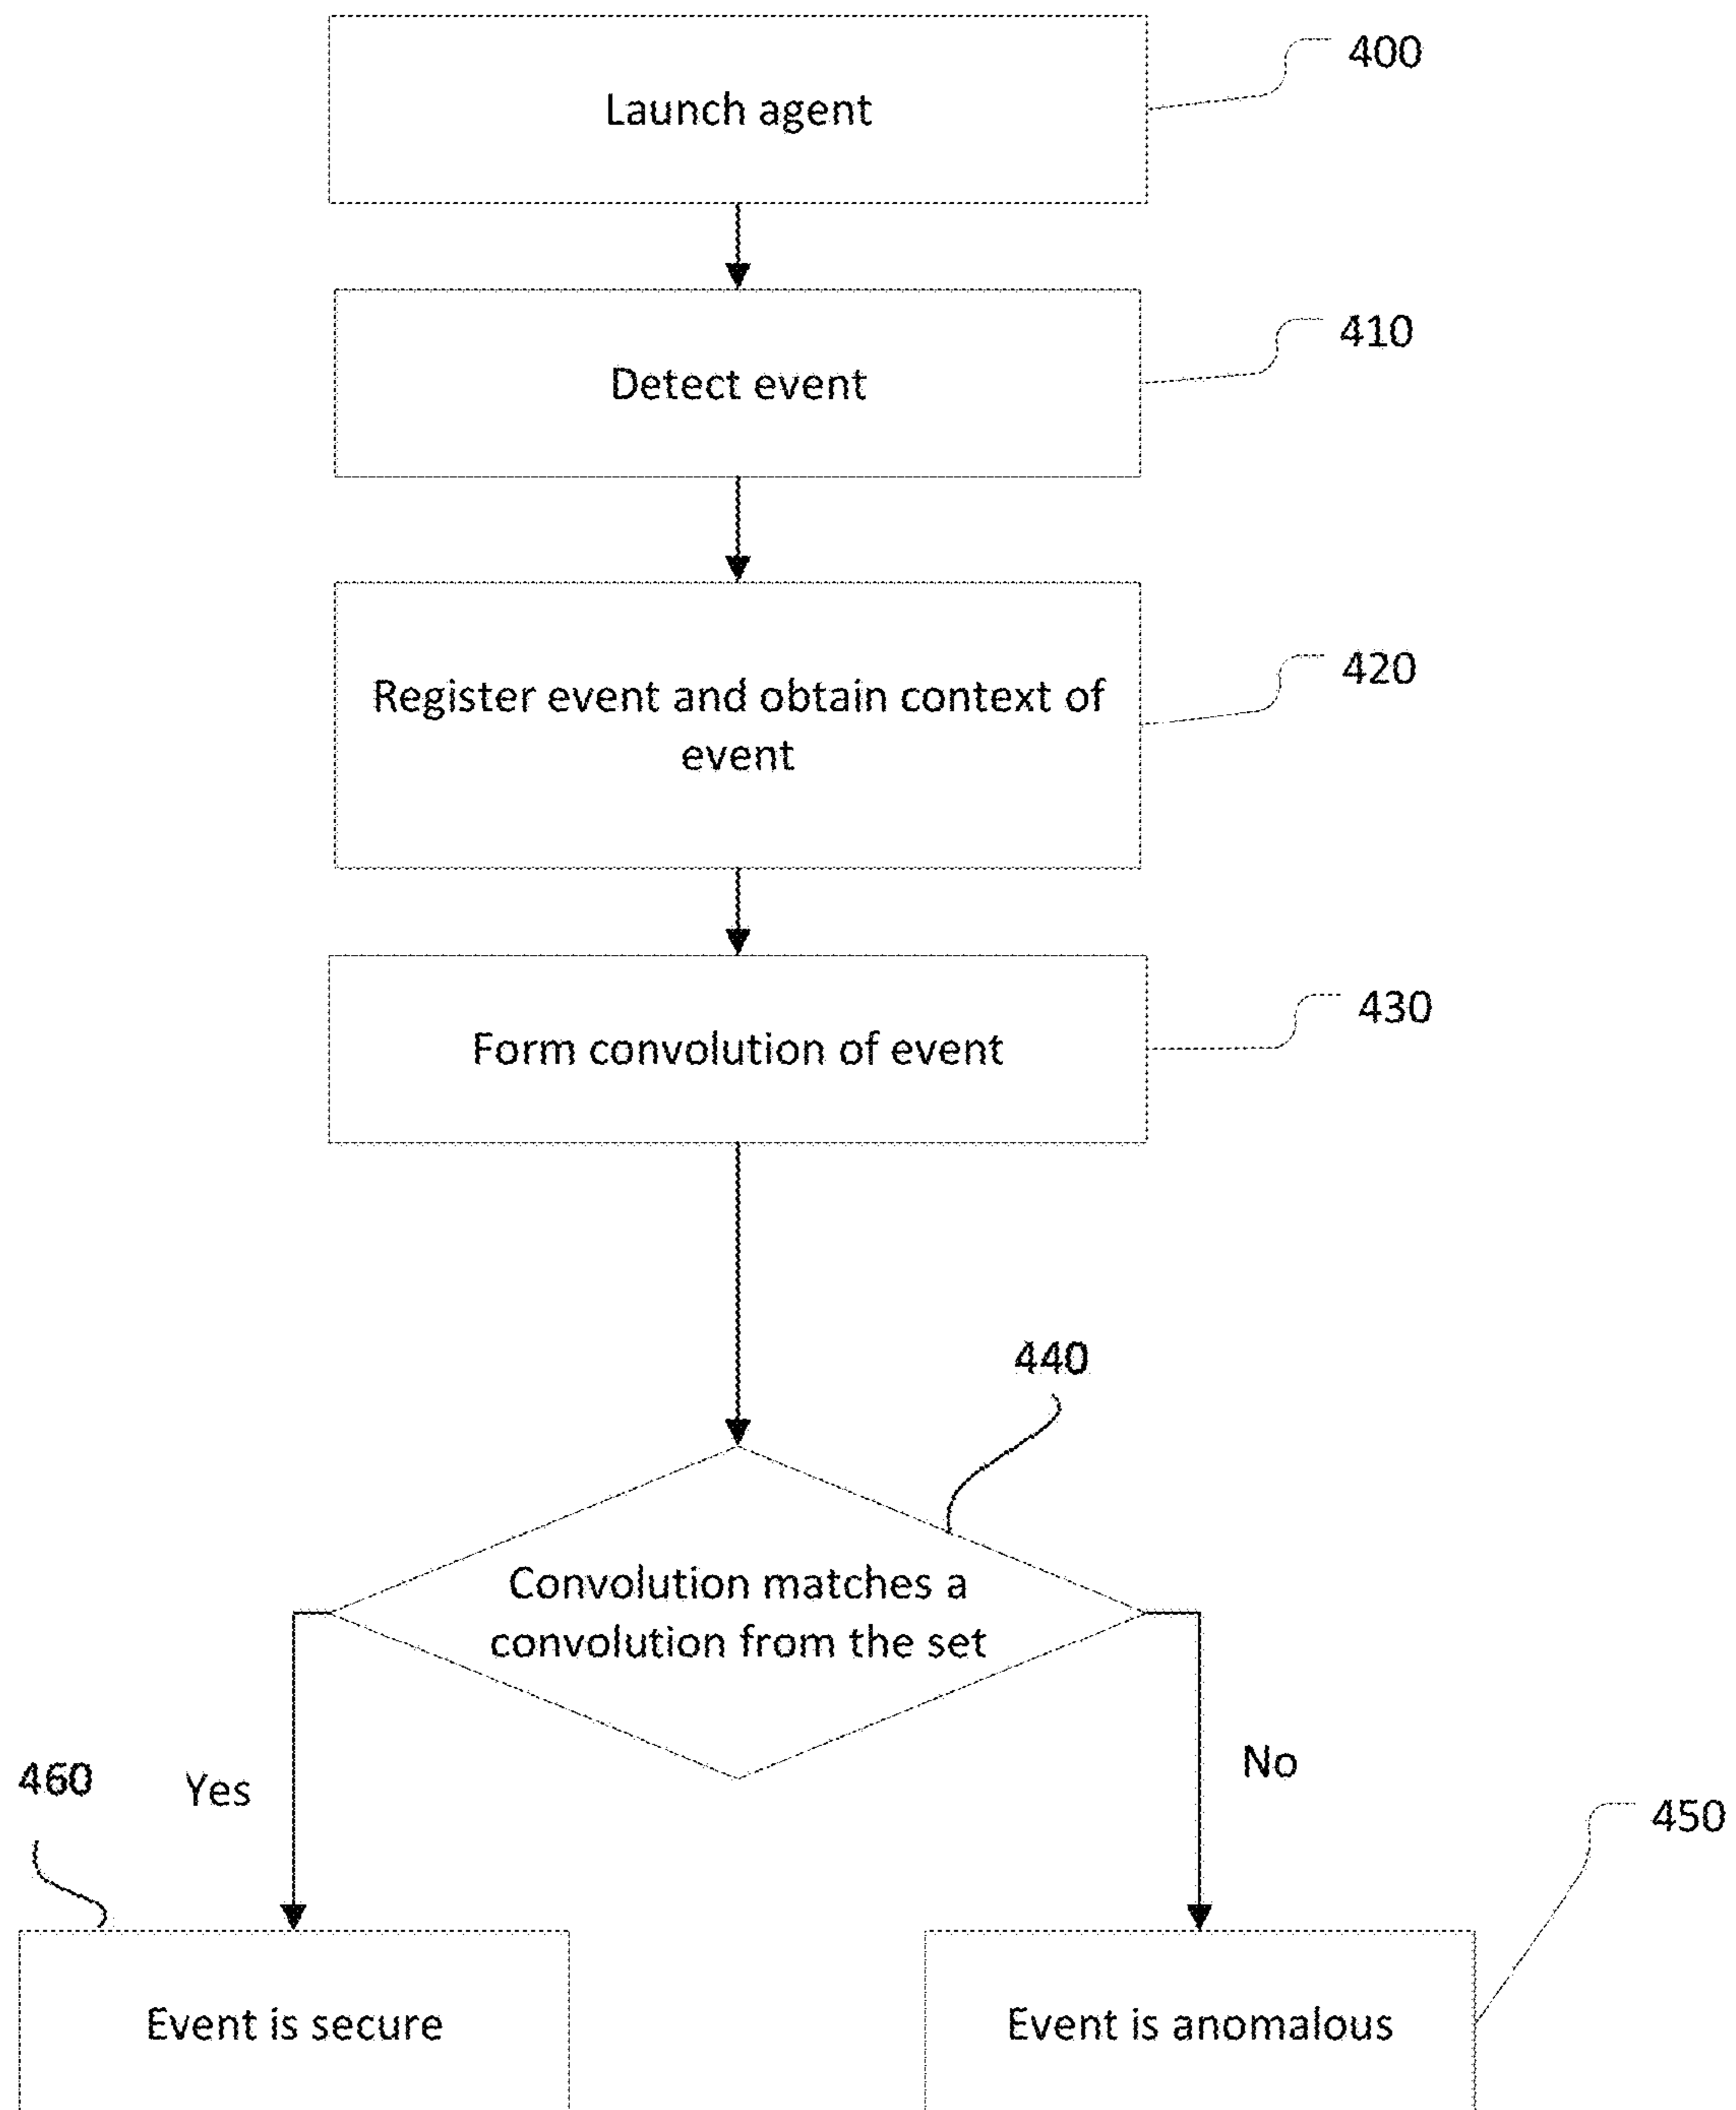 Launch agent
400
Detect event
410
Register event and obtain context of
event
420
Form convolution of event
430
440
Convolution matches a
convolution from the set
460
Yes
No
450
Event is secure
Event is anomalous